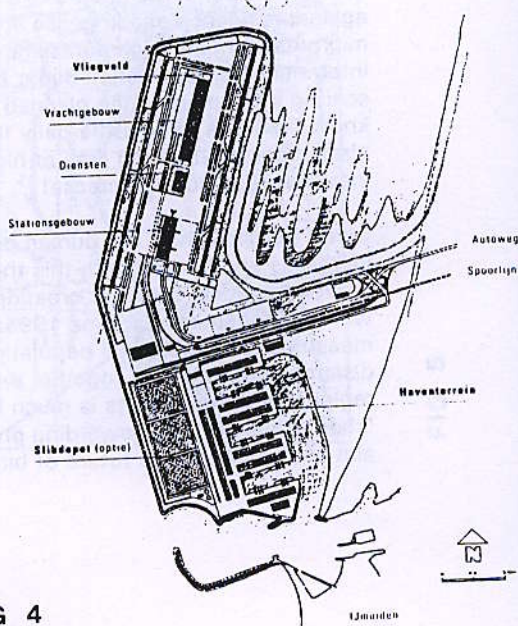 Vliegveld
Vrachtgebouw
Diensten
Stationsgebouw
Autoweg
Spoorlijn
Haventerrein
Slibdepot (optie)
N
IJmuiden
G 4